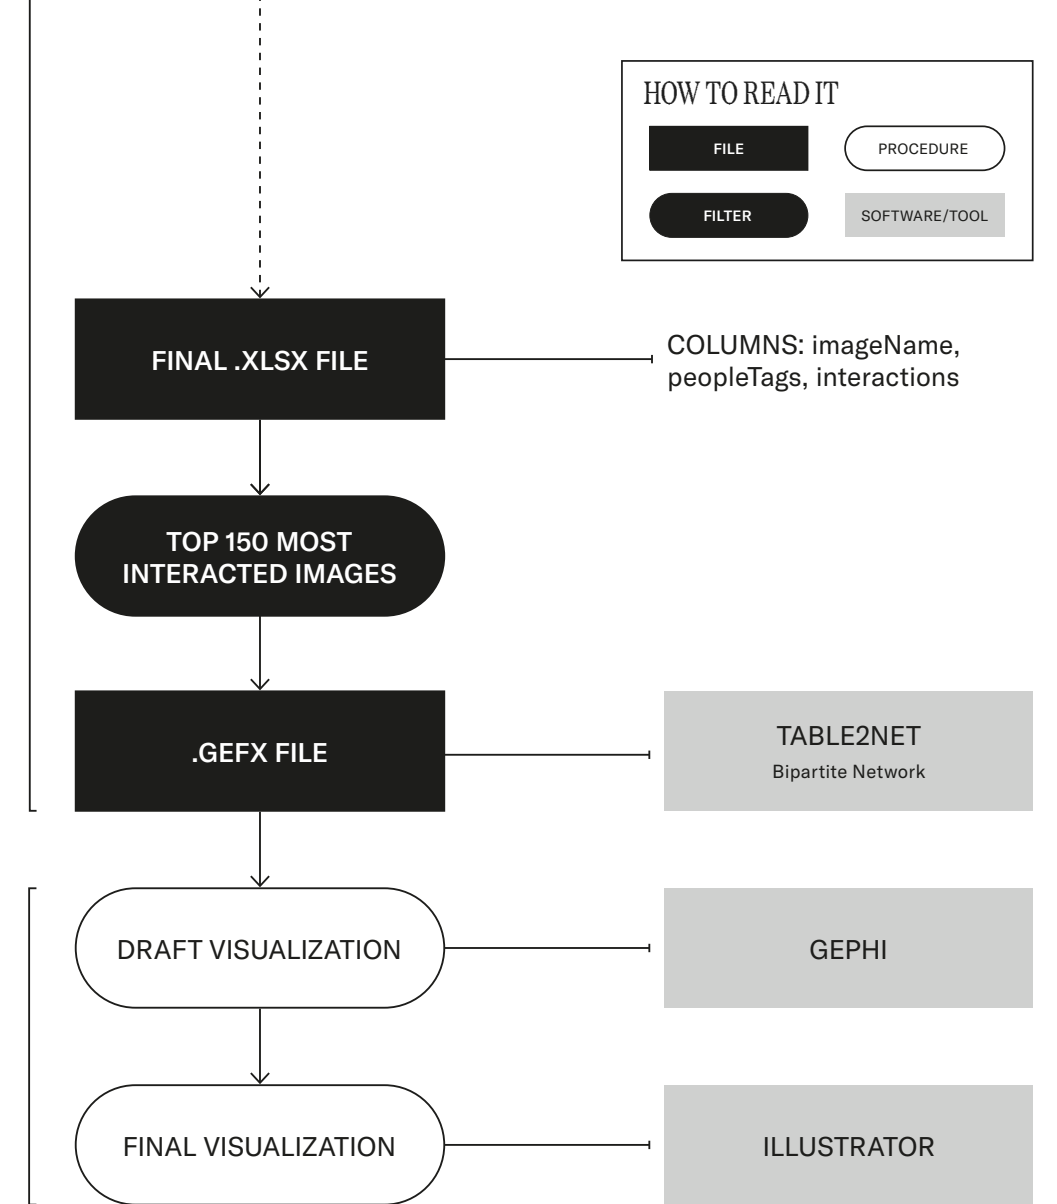 HOW TO READ IT
FILE
PROCEDURE
FILTER
SOFTWARE/TOOL
FINAL .XLSX FILE
COLUMNS: imageName,
peopleTags, interactions
TOP 150 MOST
INTERACTED IMAGES
.GEFX FILE
TABLE2NET
Bipartite Network
DRAFT VISUALIZATION
GEPHI
FINAL VISUALIZATION
ILLUSTRATOR